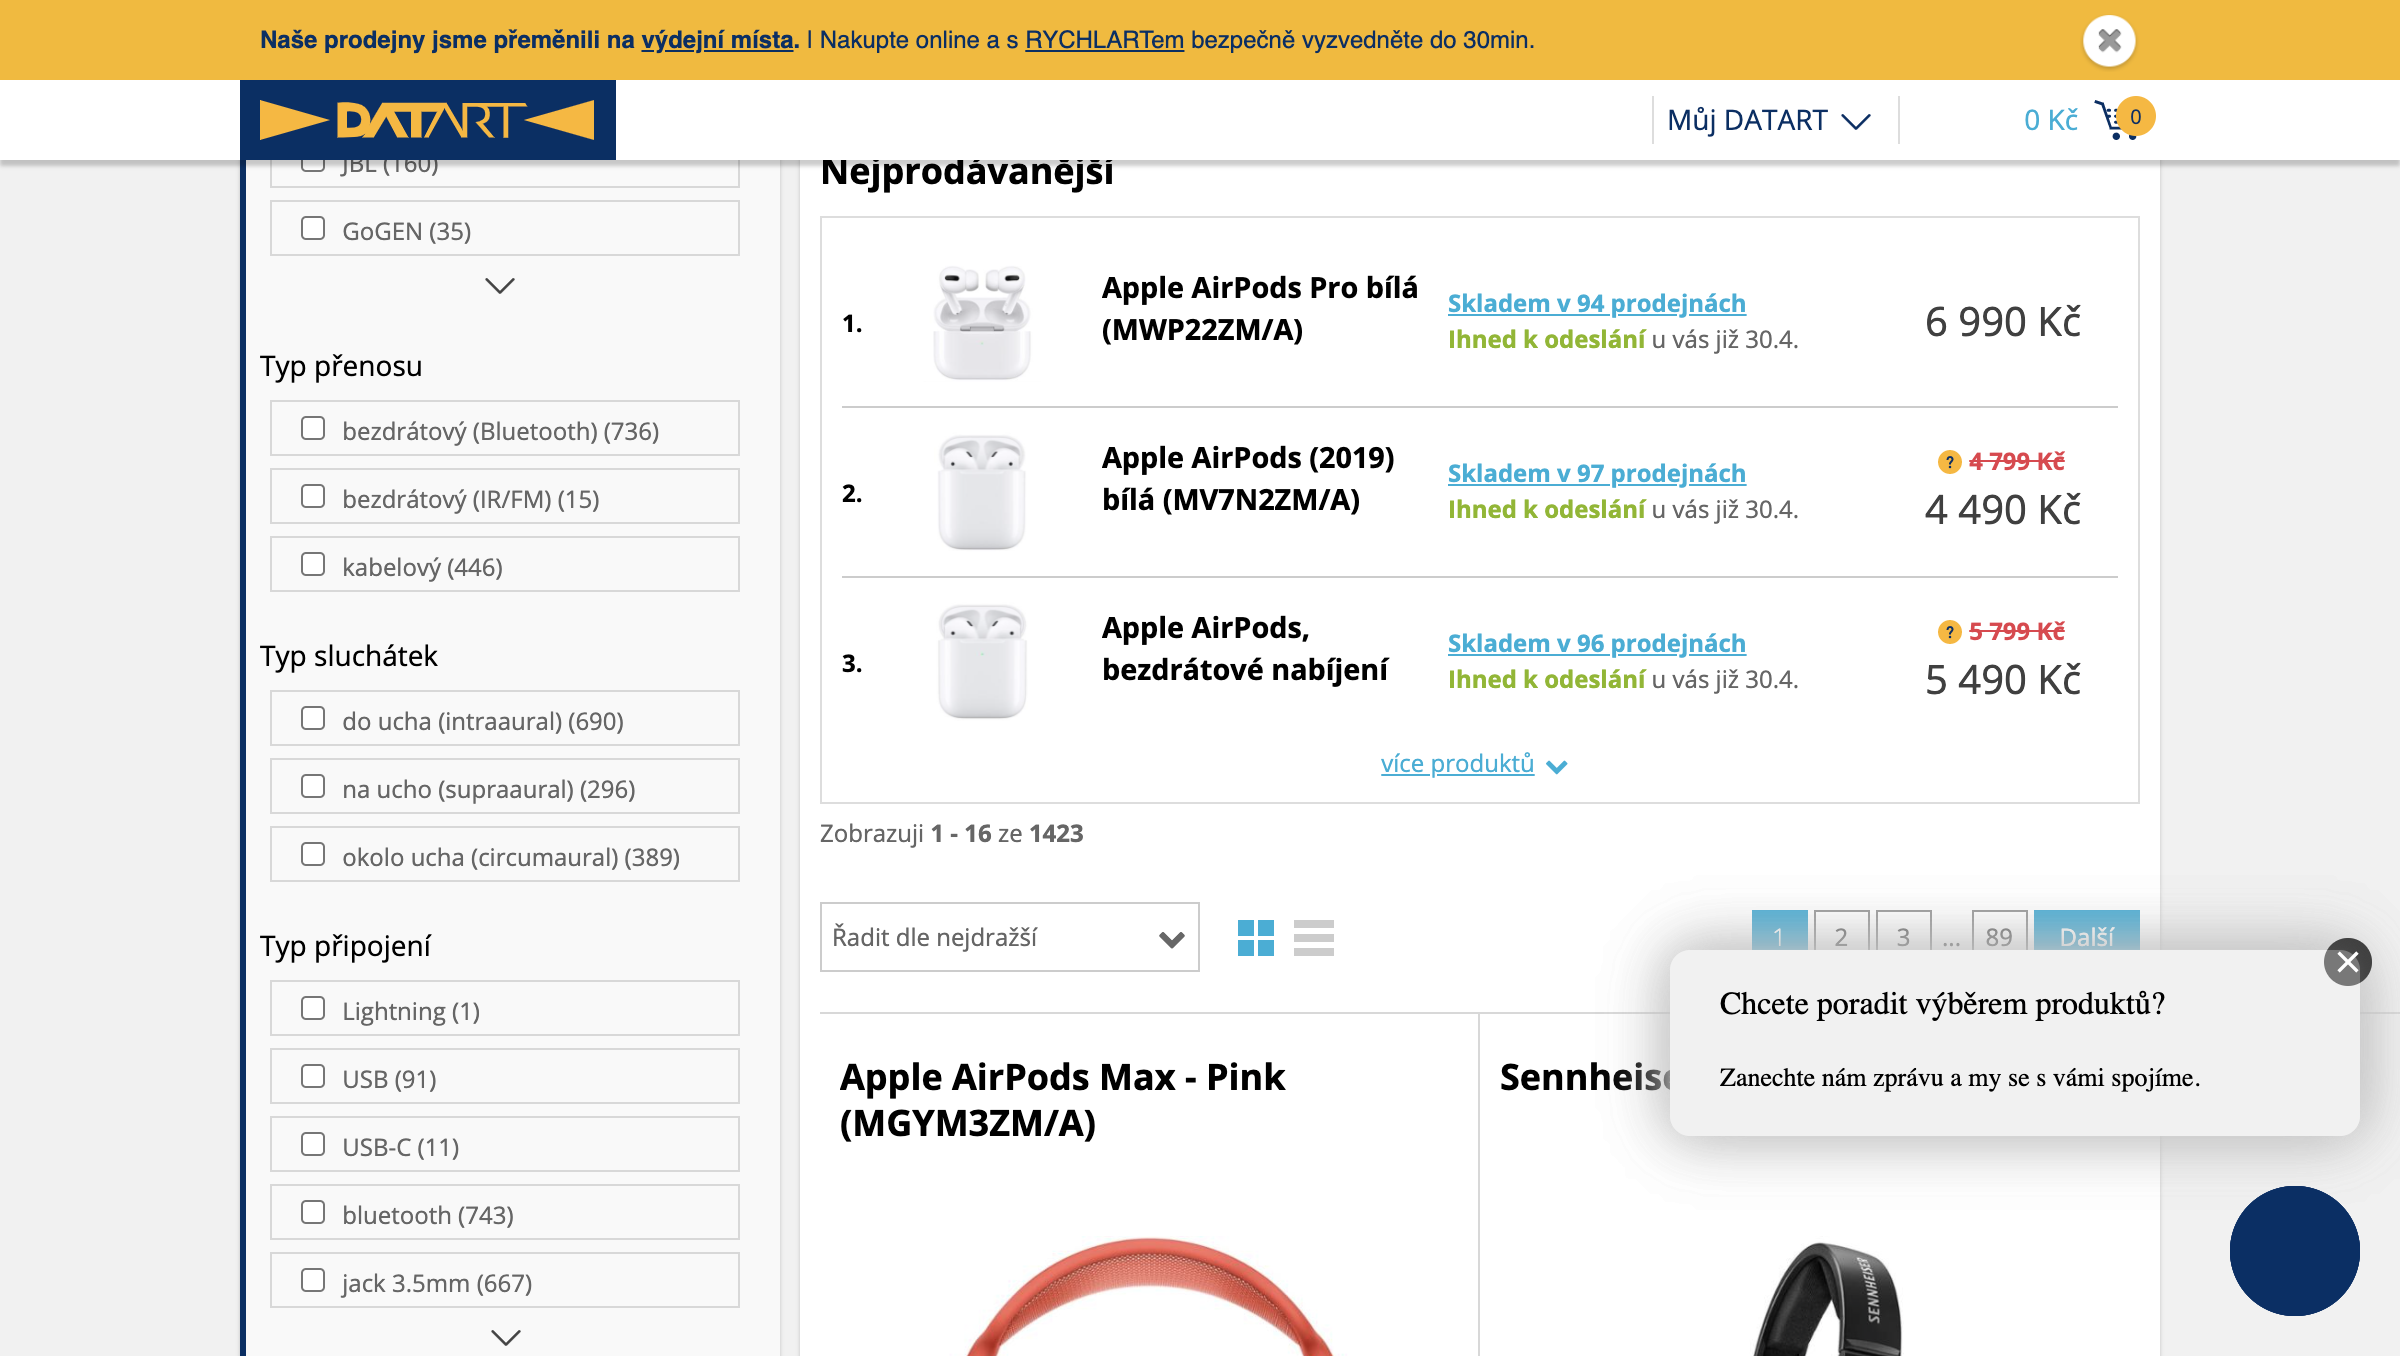 Naše prodejny jsme přeměnili na výdejní místa. | Nakupte online a s RYCHLARTem bezpečně vyzvedněte do 30min.
DATART
Můj DATART
0 Kč
0
JBL (160)
GoGEN (35)
Typ přenosu
bezdrátový (Bluetooth) (736)
bezdrátový (IR/FM) (15)
kabelový (446)
Typ sluchátek
do ucha (intraaural) (690)
na ucho (supraaural) (296)
okolo ucha (circumaural) (389)
Typ připojení
Lightning (1)
USB (91)
USB-C (11)
bluetooth (743)
jack 3.5mm (667)
Nejprodávanější
1.
Apple AirPods Pro bílá
(MWP22ZM/A)
Skladem v 94 prodejnách
Ihned k odeslání u vás již 30.4.
6 990 Kč
2.
Apple AirPods (2019)
bílá (MV7N2ZM/A)
Skladem v 97 prodejnách
Ihned k odeslání u vás již 30.4.
? 4 799 Kč
4 490 Kč
3.
Apple AirPods,
bezdrátové nabíjení
Skladem v 96 prodejnách
Ihned k odeslání u vás již 30.4.
? 5 799 Kč
5 490 Kč
více produktů
Zobrazuji 1 - 16 ze 1423
Řadit dle nejdražší
1 2 3 ... 89 Další
Apple AirPods Max - Pink
(MGYM3ZM/A)
SENNHEISER
Chcete poradit výběrem produktů?
Zanechte nám zprávu a my se s vámi spojíme.